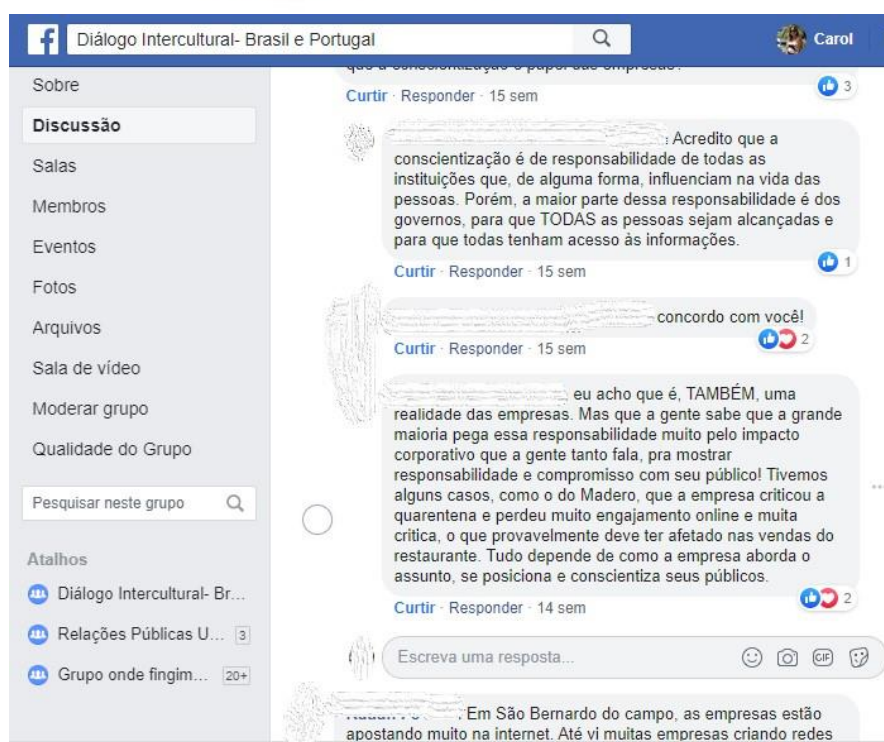 f Diálogo Intercultural- Brasil e Portugal
Carol
Sobre
Discussão
Salas
Membros
Eventos
Fotos
Arquivos
Sala de vídeo
Moderar grupo
Qualidade do Grupo
Pesquisar neste grupo
Atalhos
Diálogo Intercultural- Br...
Relações Públicas U... 3
Grupo onde fingim... 20+
que a conscientização é papel das empresas?
3
Curtir · Responder · 15 sem
Acredito que a
conscientização é de responsabilidade de todas as
instituições que, de alguma forma, influenciam na vida das
pessoas. Porém, a maior parte dessa responsabilidade é dos
governos, para que TODAS as pessoas sejam alcançadas e
para que todas tenham acesso às informações.
1
Curtir · Responder · 15 sem
concordo com você!
2
Curtir · Responder · 15 sem
eu acho que é, TAMBÉM, uma
realidade das empresas. Mas que a gente sabe que a grande
maioria pega essa responsabilidade muito pelo impacto
corporativo que a gente tanto fala, pra mostrar
responsabilidade e compromisso com seu público! Tivemos
alguns casos, como o do Madero, que a empresa criticou a
quarentena e perdeu muito engajamento online e muita
critica, o que provavelmente deve ter afetado nas vendas do
restaurante. Tudo depende de como a empresa aborda o
assunto, se posiciona e conscientiza seus públicos.
2
Curtir · Responder · 14 sem
Escreva uma resposta...
GIF
Em São Bernardo do campo, as empresas estão
apostando muito na internet. Até vi muitas empresas criando redes